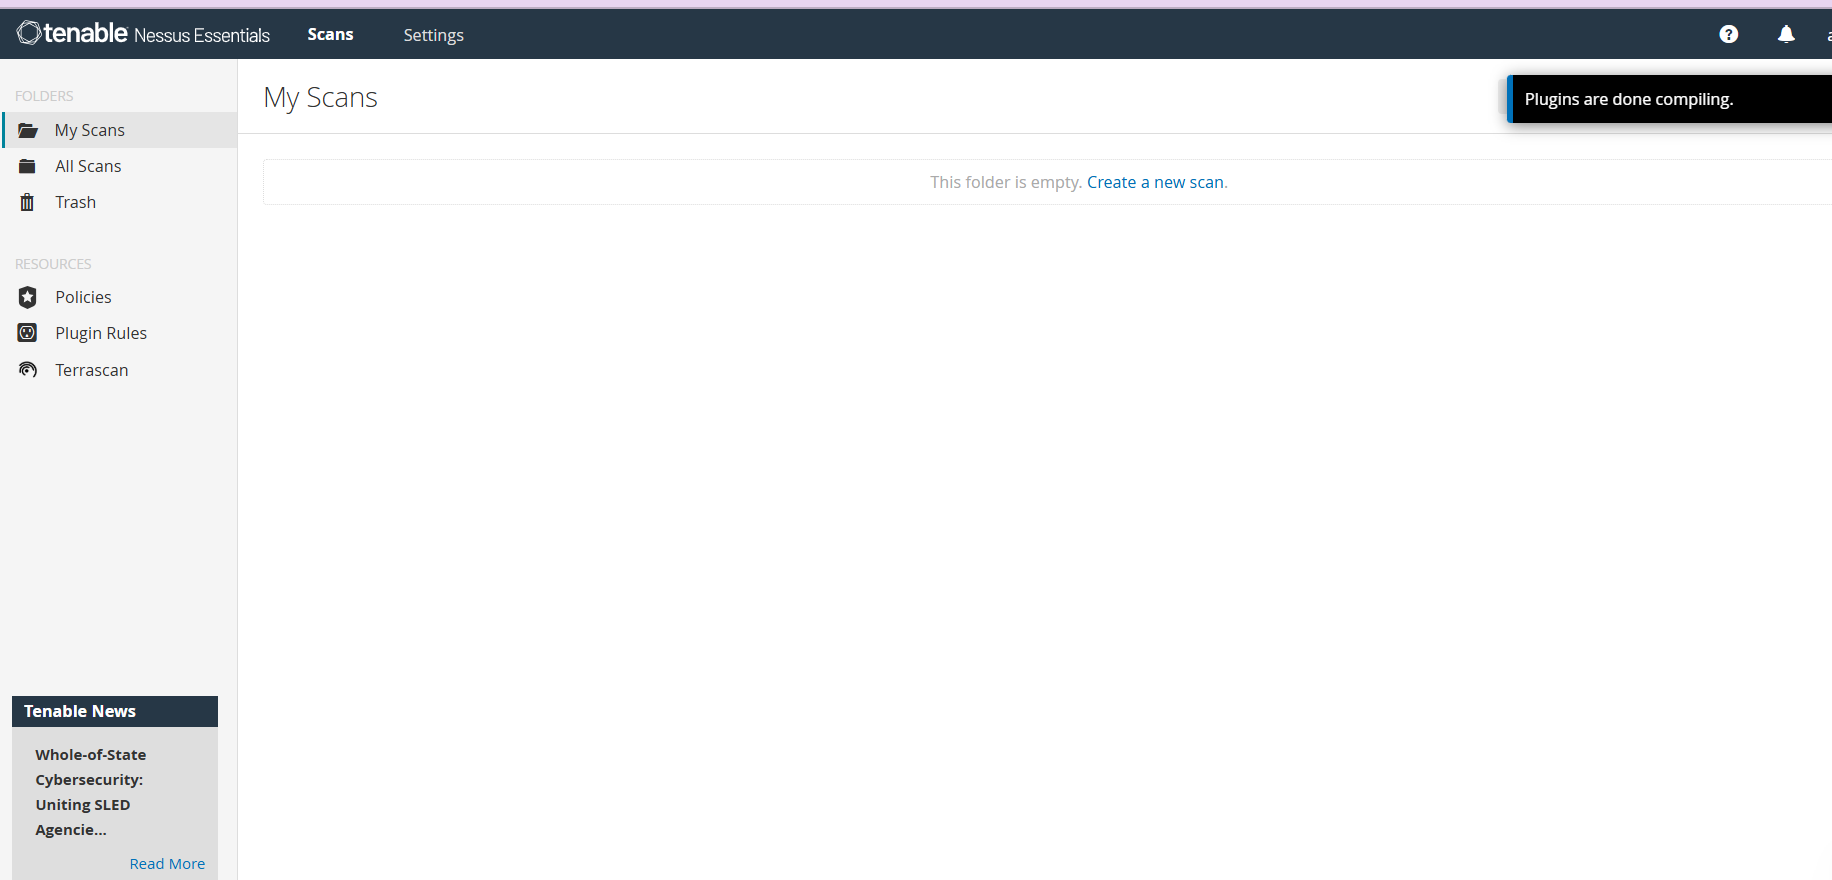 tenable Nessus Essentials Scans Settings
FOLDERS
My Scans
All Scans
Trash
RESOURCES
Policies
Plugin Rules
Terrascan
Tenable News
Whole-of-State
Cybersecurity:
Uniting SLED
Agencie...
Read More
My Scans
Plugins are done compiling.
This folder is empty. Create a new scan.